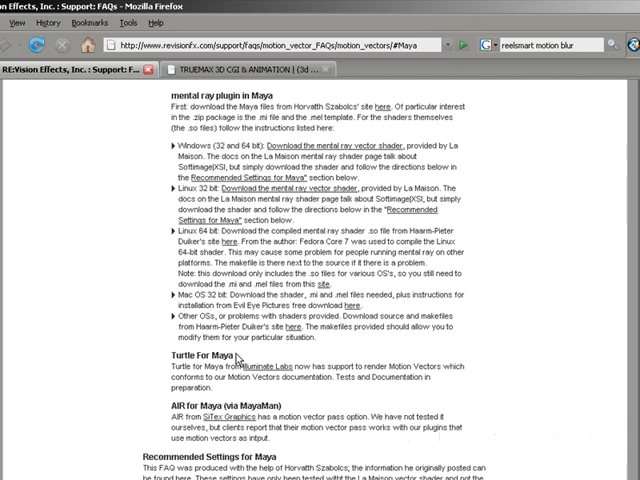 on Effects, Inc. : Support: FAQs - Mozilla Firefox
View History Bookmarks Tools Help
http://www.revisionfx.com/support/faqs/motion_vector_FAQs/motion_vectors/#Maya
reelsmart motion blur
RE:Vision Effects, Inc. : Support: F...
TRUEMAX 3D CGI & ANIMATION | (3d ...
mental ray plugin in Maya
First: download the Maya files from Horvatth Szabolcs' site here. Of particular interest
in the .zip package is the .mi file and the .mel template. For the shaders themselves
(the .so files) follow the instructions listed here:
Windows (32 and 64 bit): Download the mental ray vector shader, provided by La
Maison. The docs on the La Maison mental ray shader page talk about
Softimage|XSI, but simply download the shader and follow the directions below in
the "Recommended Settings for Maya" section below.
Linux 32 bit: Download the mental ray vector shader, provided by La Maison. The
docs on the La Maison mental ray shader page talk about Softimage|XSI, but simply
download the shader and follow the directions below in the "Recommended
Settings for Maya" section below.
Linux 64 bit: Download the compiled mental ray shader .so file from Haarm-Pieter
Duiker's site here. From the author: Fedora Core 7 was used to compile the Linux
64-bit shader. This may cause some problem for people running mental ray on other
platforms. The makefile is there next to the source if it there is a problem.
Note: this download only includes the .so files for various OS's, so you still need to
download the .mi and .mel files from this site.
Mac OS 32 bit: Download the shader, .mi and .mel files needed, plus instructions for
installation from Evil Eye Pictures free download here.
Other OSs, or problems with shaders provided. Download source and makefiles
from Haarm-Pieter Duiker's site here. The makefiles provided should allow you to
modify them for your particular situation.
Turtle For Maya
Turtle for Maya from Illuminate Labs now has support to render Motion Vectors which
conforms to our Motion Vectors documentation. Tests and Documentation in
preparation.
AIR for Maya (via MayaMan)
AIR from SiTex Graphics has a motion vector pass option. We have not tested it
ourselves, but clients report that their motion vector pass works with our plugins that
use motion vectors as intput.
Recommended Settings for Maya
This FAQ was produced with the help of Horvatth Szabolcs; the information he originally posted can
be found here. These settings have only been tested witht the La Maison shader and not the